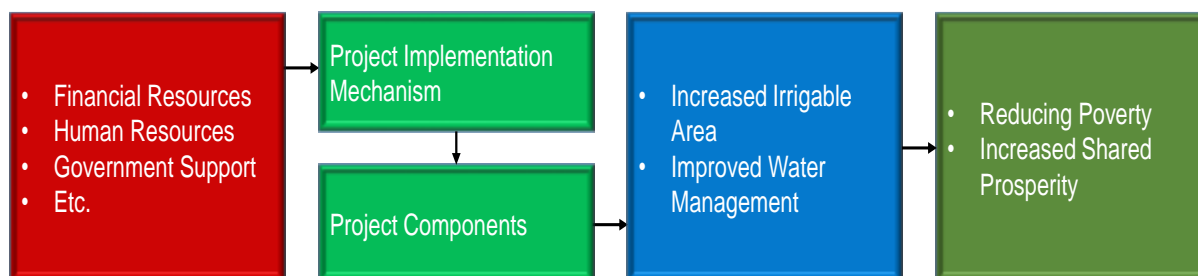 • Financial Resources
• Human Resources
• Government Support
• Etc.
Project Implementation
Mechanism
Project Components
• Increased Irrigable
Area
• Improved Water
Management
• Reducing Poverty
• Increased Shared
Prosperity